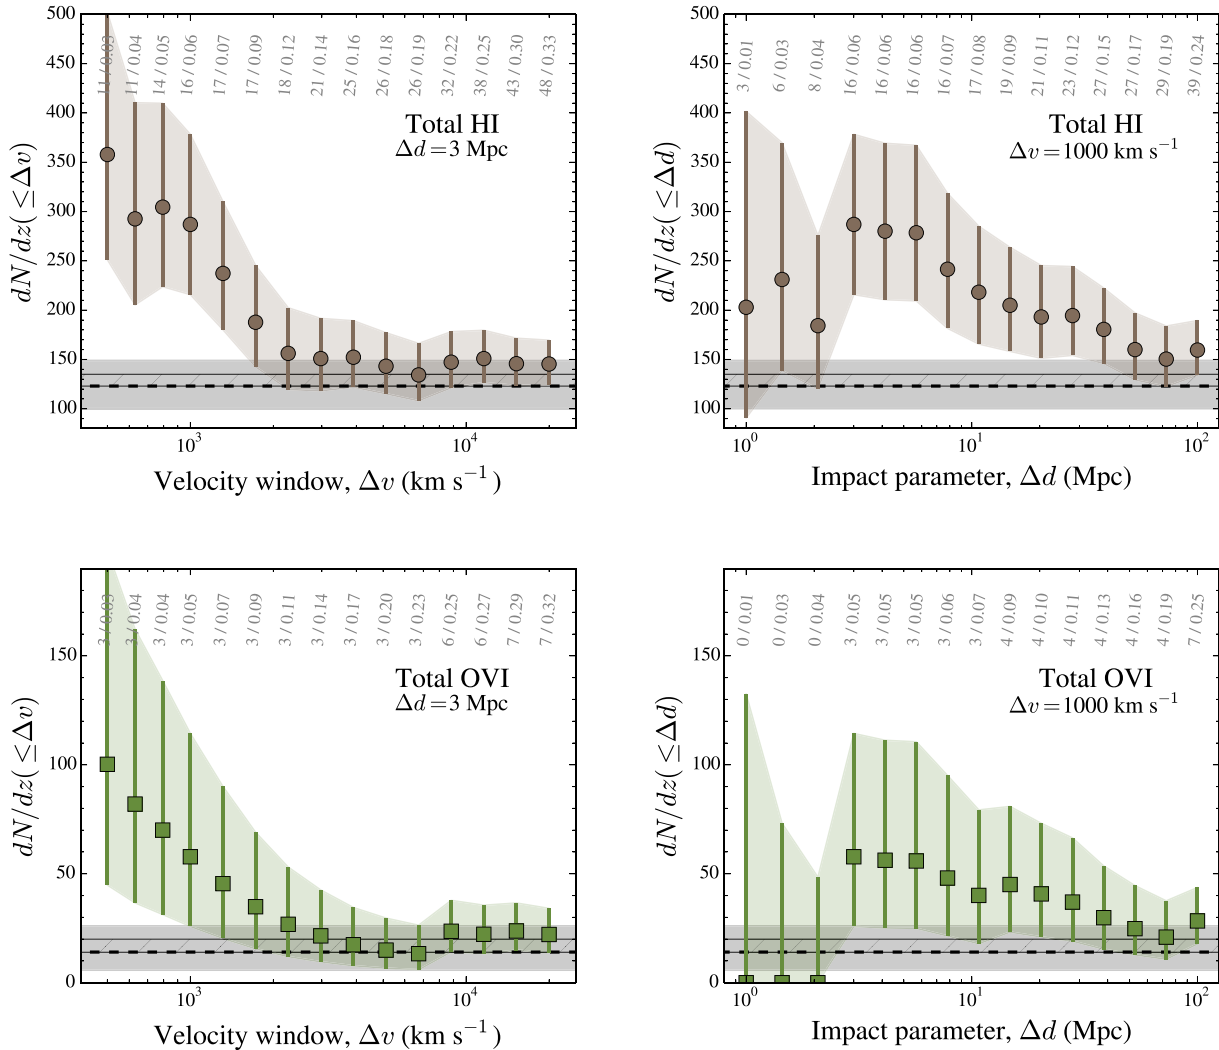 500
450
400
350
300
250
200
150
100
dN/dz(≤Δv)
11 / 0.03
11 / 0.04
14 / 0.05
16 / 0.06
17 / 0.07
17 / 0.09
18 / 0.12
21 / 0.14
25 / 0.16
26 / 0.18
26 / 0.19
32 / 0.22
38 / 0.25
43 / 0.30
48 / 0.33
Total HI
Δd = 3 Mpc
10³ 10⁴
Velocity window, Δv (km s⁻¹)
500
450
400
350
300
250
200
150
100
dN/dz(≤Δd)
3 / 0.01
6 / 0.03
8 / 0.04
16 / 0.06
16 / 0.06
16 / 0.06
17 / 0.07
17 / 0.08
19 / 0.09
21 / 0.11
23 / 0.12
27 / 0.15
27 / 0.17
29 / 0.19
39 / 0.24
Total HI
Δv = 1000 km s⁻¹
10⁰ 10¹ 10²
Impact parameter, Δd (Mpc)
150
100
50
0
dN/dz(≤Δv)
3 / 0.03
3 / 0.04
3 / 0.04
3 / 0.05
3 / 0.07
3 / 0.09
3 / 0.11
3 / 0.14
3 / 0.17
3 / 0.20
3 / 0.23
6 / 0.25
6 / 0.27
7 / 0.29
7 / 0.32
Total OVI
Δd = 3 Mpc
10³ 10⁴
Velocity window, Δv (km s⁻¹)
150
100
50
0
dN/dz(≤Δd)
0 / 0.01
0 / 0.03
0 / 0.04
3 / 0.05
3 / 0.05
3 / 0.05
3 / 0.06
3 / 0.08
4 / 0.09
4 / 0.10
4 / 0.11
4 / 0.13
4 / 0.16
4 / 0.19
7 / 0.25
Total OVI
Δv = 1000 km s⁻¹
10⁰ 10¹ 10²
Impact parameter, Δd (Mpc)